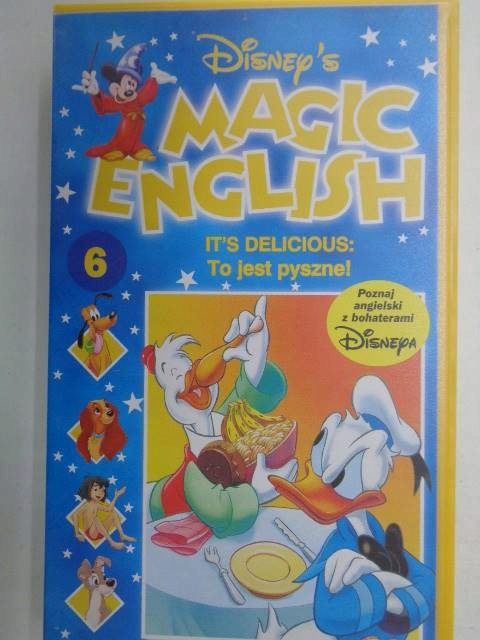 Disney's
MAGIC
ENGLISH
IT'S DELICIOUS:
To jest pyszne!
6
Poznaj
angielski
z bohaterami
DISNEYA